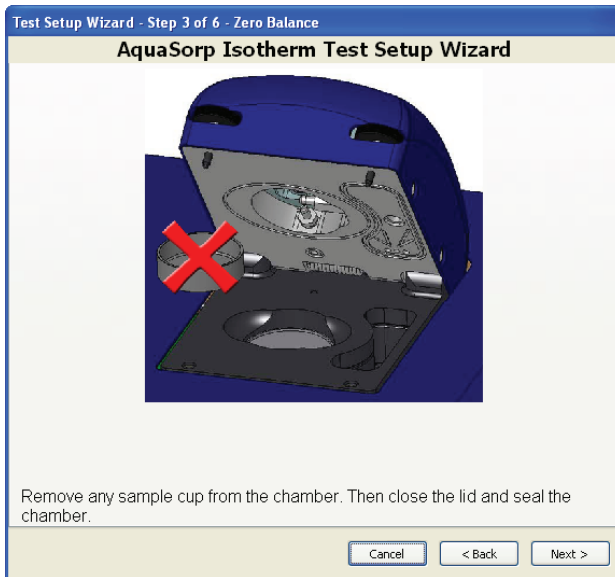 Test Setup Wizard - Step 3 of 6 - Zero Balance
AquaSorp Isotherm Test Setup Wizard
Remove any sample cup from the chamber. Then close the lid and seal the
chamber.
Cancel
< Back
Next >